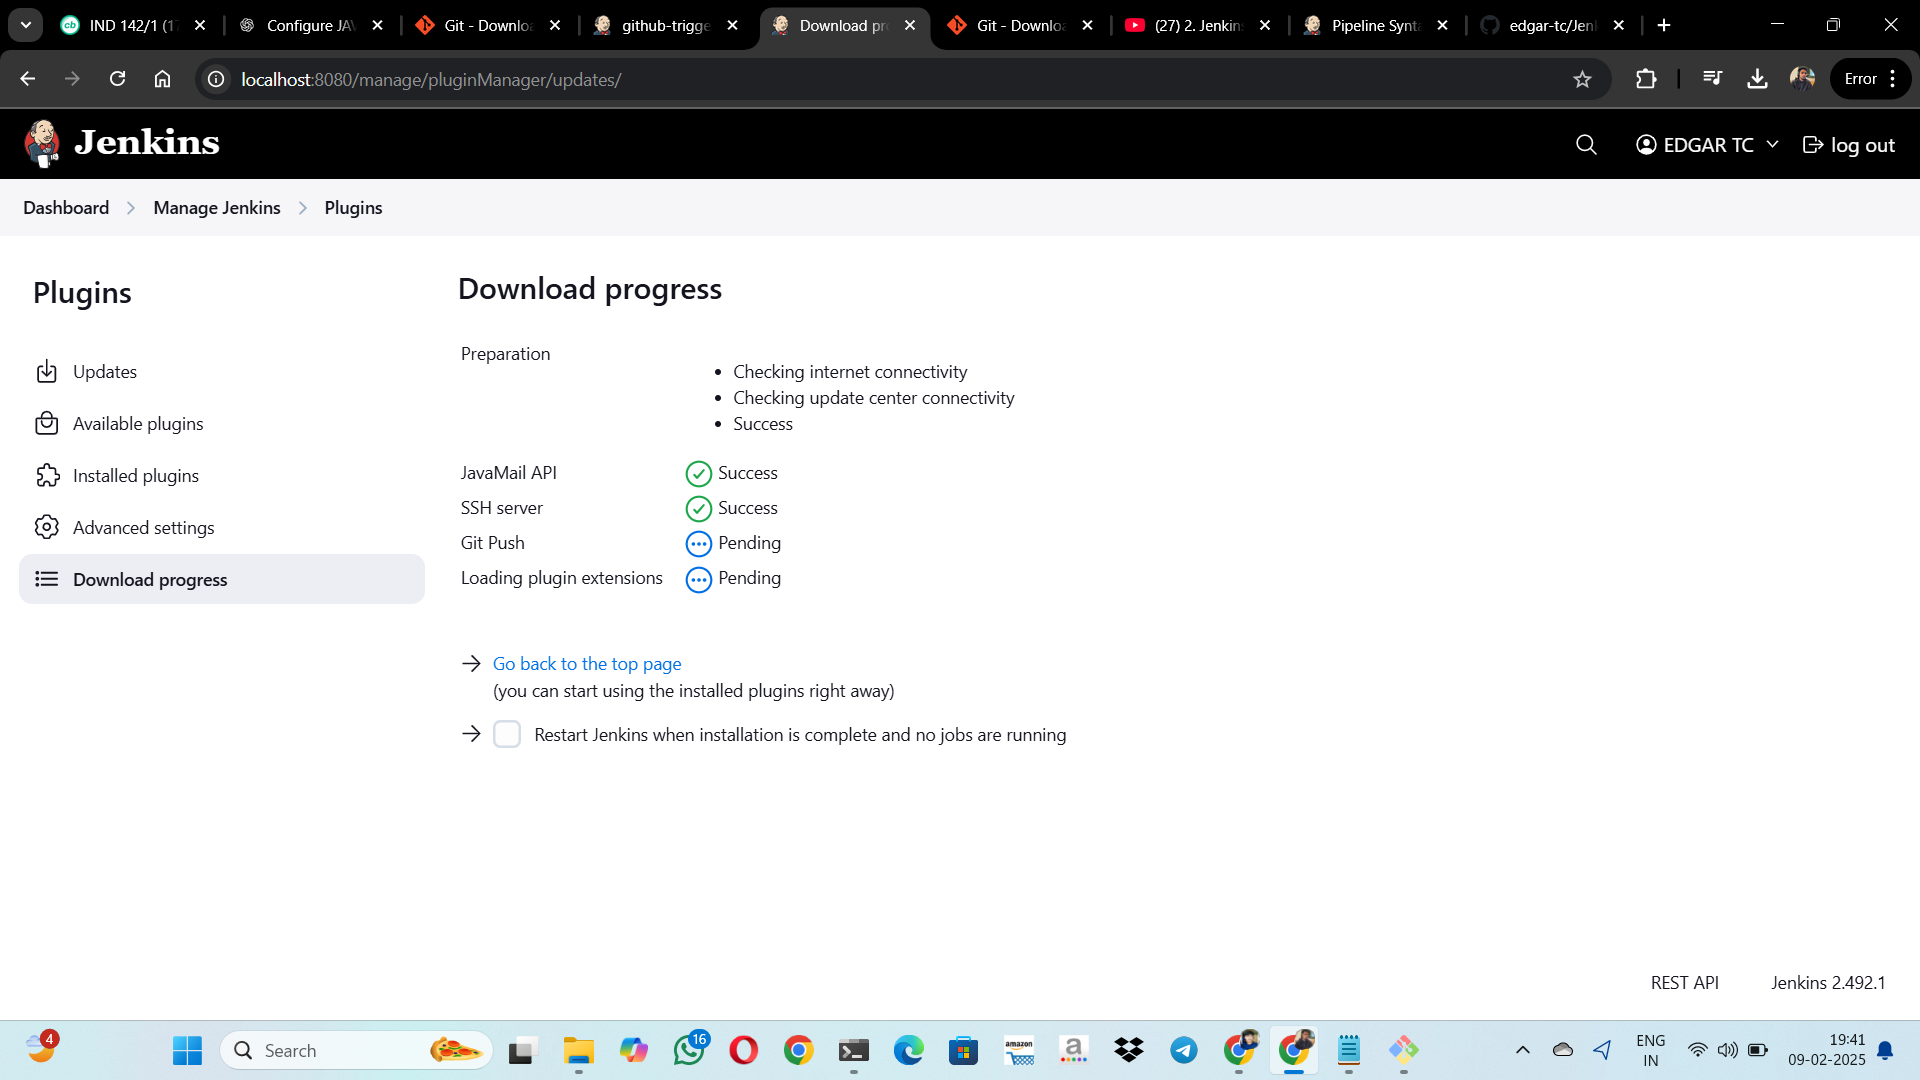 IND 142/1 (1
Configure JA
Git - Downlo
github-trigge
Download pr
Git - Downlo
(27) 2. Jenkin
Pipeline Synt
edgar-tc/Jen
localhost:8080/manage/pluginManager/updates/
Error
Jenkins
EDGAR TC
log out
Dashboard
Manage Jenkins
Plugins
Plugins
Updates
Available plugins
Installed plugins
Advanced settings
Download progress
Download progress
Preparation
Checking internet connectivity
Checking update center connectivity
Success
JavaMail API Success
SSH server Success
Git Push Pending
Loading plugin extensions Pending
Go back to the top page
(you can start using the installed plugins right away)
Restart Jenkins when installation is complete and no jobs are running
REST API Jenkins 2.492.1
4
Search
16
amazon
a
ENG
IN
19:41
09-02-2025